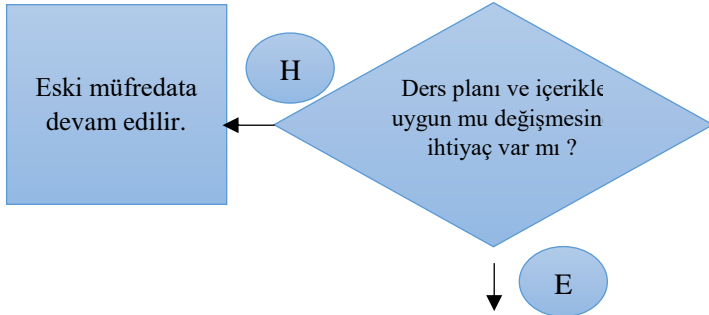 Eski müfredata
devam edilir.
H
Ders planı ve içerikle
uygun mu değişmesin
ihtiyaç var mı ?
E